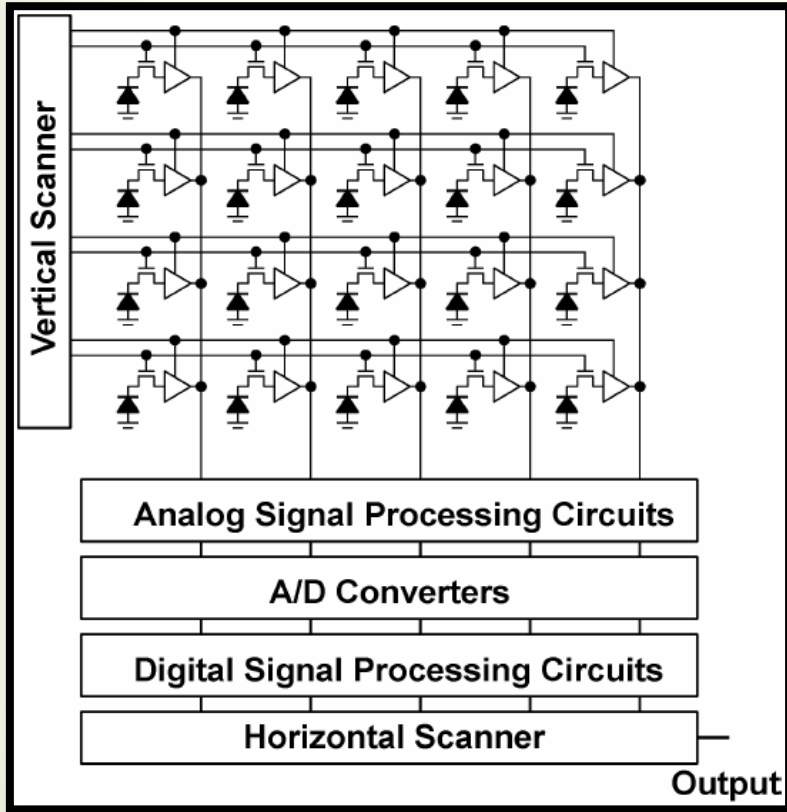 Vertical Scanner
Analog Signal Processing Circuits
A/D Converters
Digital Signal Processing Circuits
Horizontal Scanner
Output